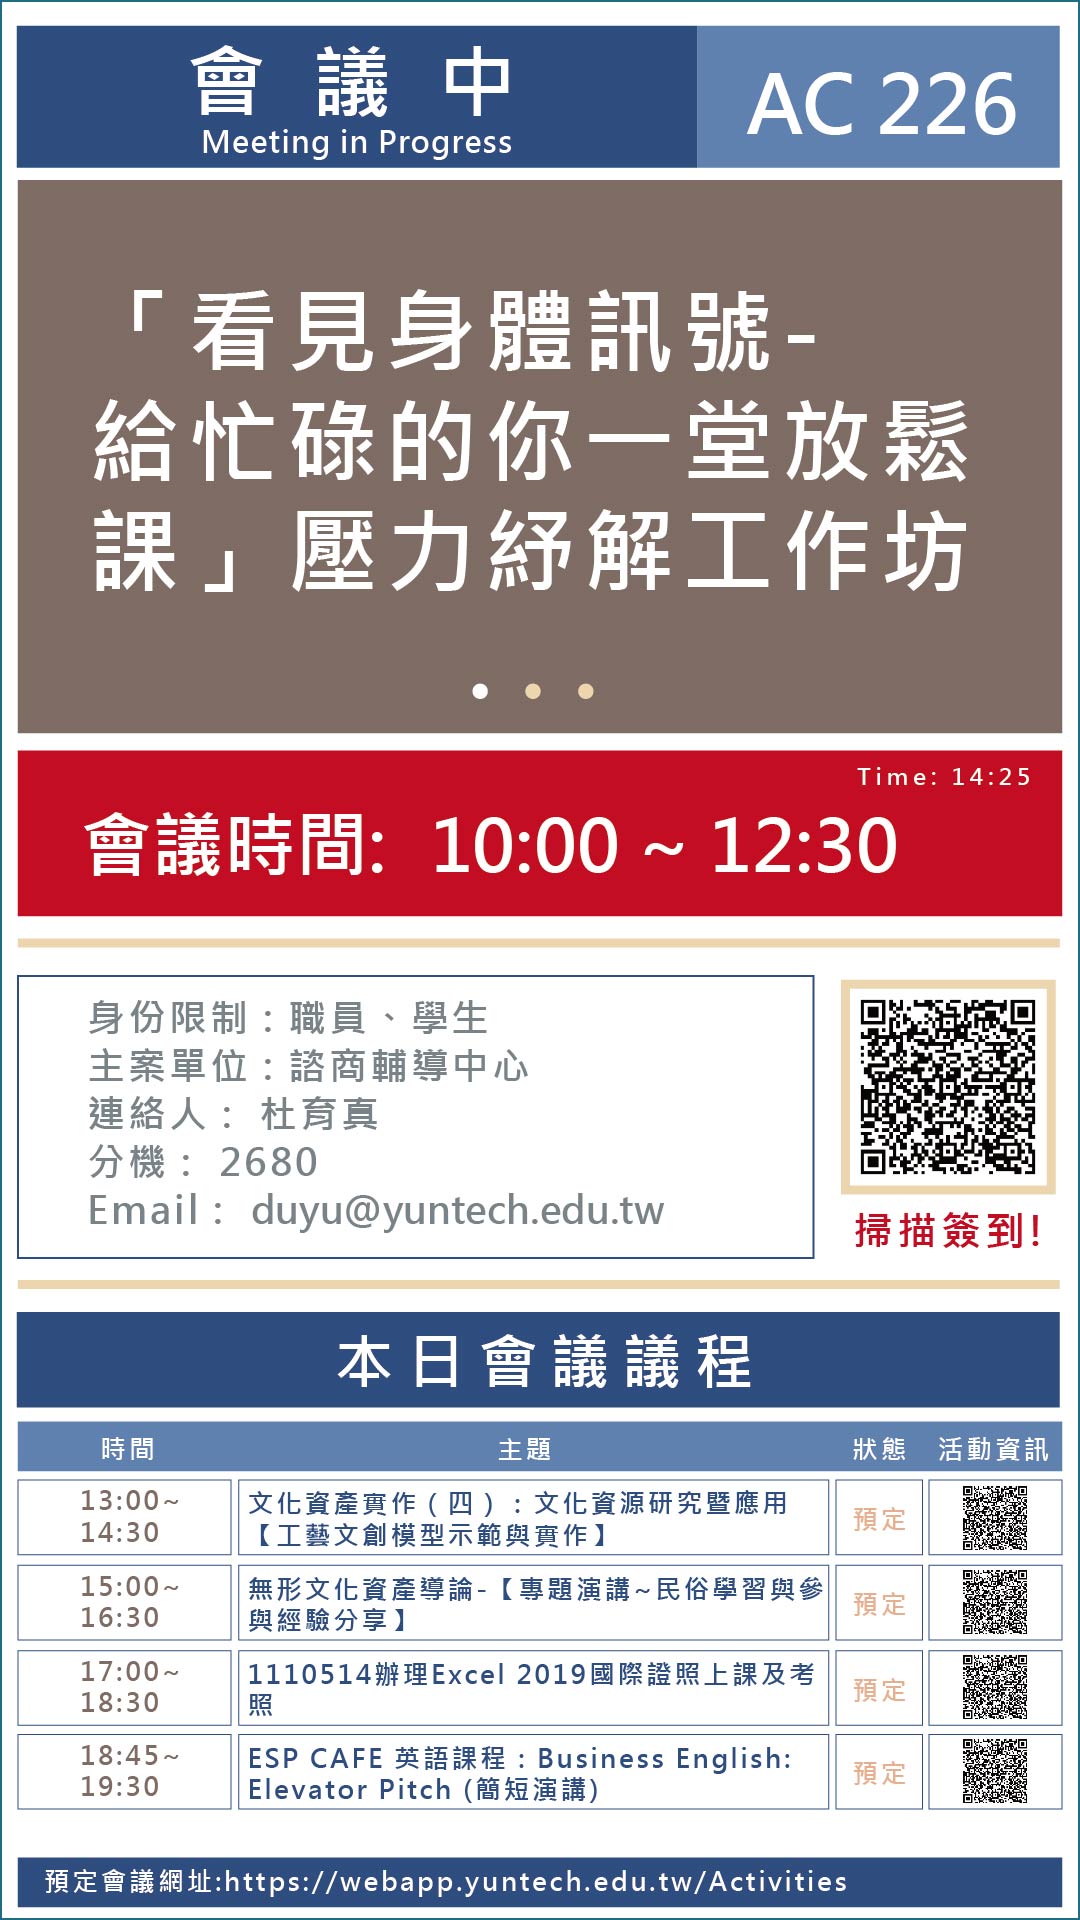 會議中
Meeting in Progress
AC 226
「看見身體訊號-
給忙碌的你一堂放鬆
課」壓力紓解工作坊
Time: 14:25
會議時間: 10:00 ~ 12:30
身份限制：職員、學生
主案單位：諮商輔導中心
連絡人： 杜育真
分機： 2680
Email： duyu@yuntech.edu.tw
掃描簽到!
本日會議議程
時間 主題 狀態 活動資訊
13:00~
14:30
文化資產實作（四）：文化資源研究暨應用
【工藝文創模型示範與實作】
預定
15:00~
16:30
無形文化資產導論-【專題演講~民俗學習與參
與經驗分享】
預定
17:00~
18:30
1110514辦理Excel 2019國際證照上課及考
照
預定
18:45~
19:30
ESP CAFE 英語課程：Business English:
Elevator Pitch (簡短演講)
預定
預定會議網址:https://webapp.yuntech.edu.tw/Activities